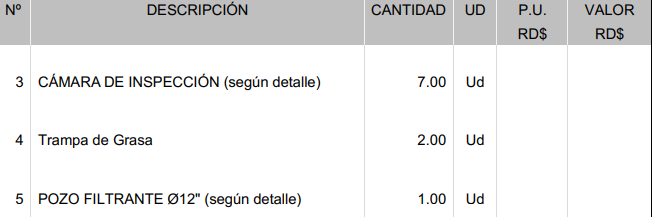 Nº DESCRIPCIÓN CANTIDAD UD P.U. VALOR
RD$ RD$
3 CÁMARA DE INSPECCIÓN (según detalle) 7.00 Ud
4 Trampa de Grasa 2.00 Ud
5 POZO FILTRANTE Ø12" (según detalle) 1.00 Ud